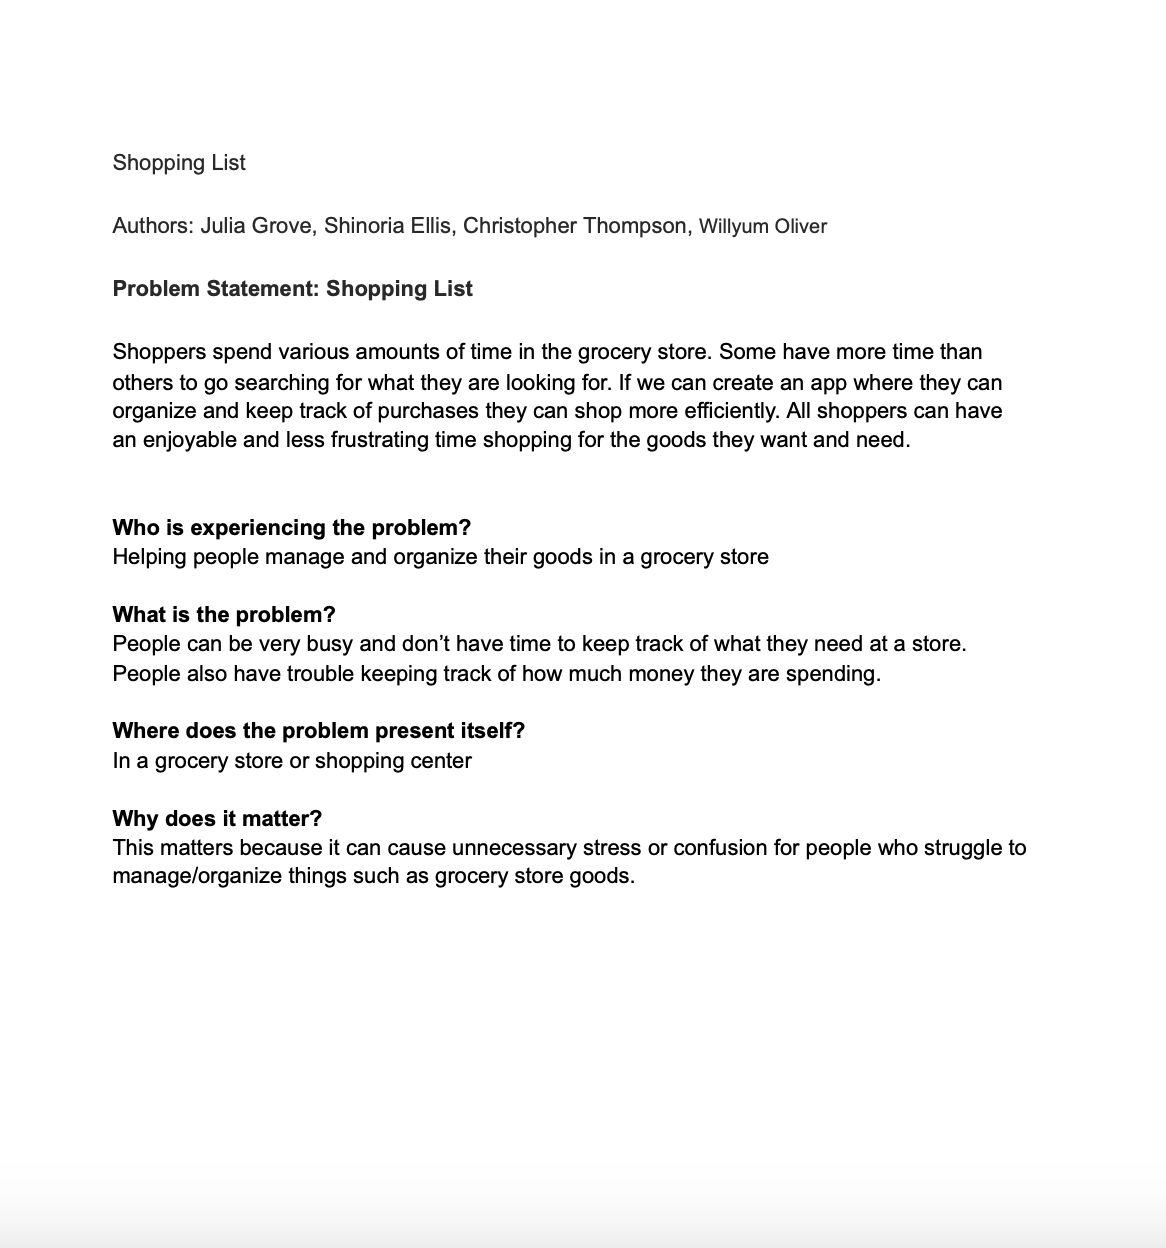 Shopping List
Authors: Julia Grove, Shinoria Ellis, Christopher Thompson, Willyum Oliver
Problem Statement: Shopping List
Shoppers spend various amounts of time in the grocery store. Some have more time than
others to go searching for what they are looking for. If we can create an app where they can
organize and keep track of purchases they can shop more efficiently. All shoppers can have
an enjoyable and less frustrating time shopping for the goods they want and need.
Who is experiencing the problem?
Helping people manage and organize their goods in a grocery store
What is the problem?
People can be very busy and don’t have time to keep track of what they need at a store.
People also have trouble keeping track of how much money they are spending.
Where does the problem present itself?
In a grocery store or shopping center
Why does it matter?
This matters because it can cause unnecessary stress or confusion for people who struggle to
manage/organize things such as grocery store goods.